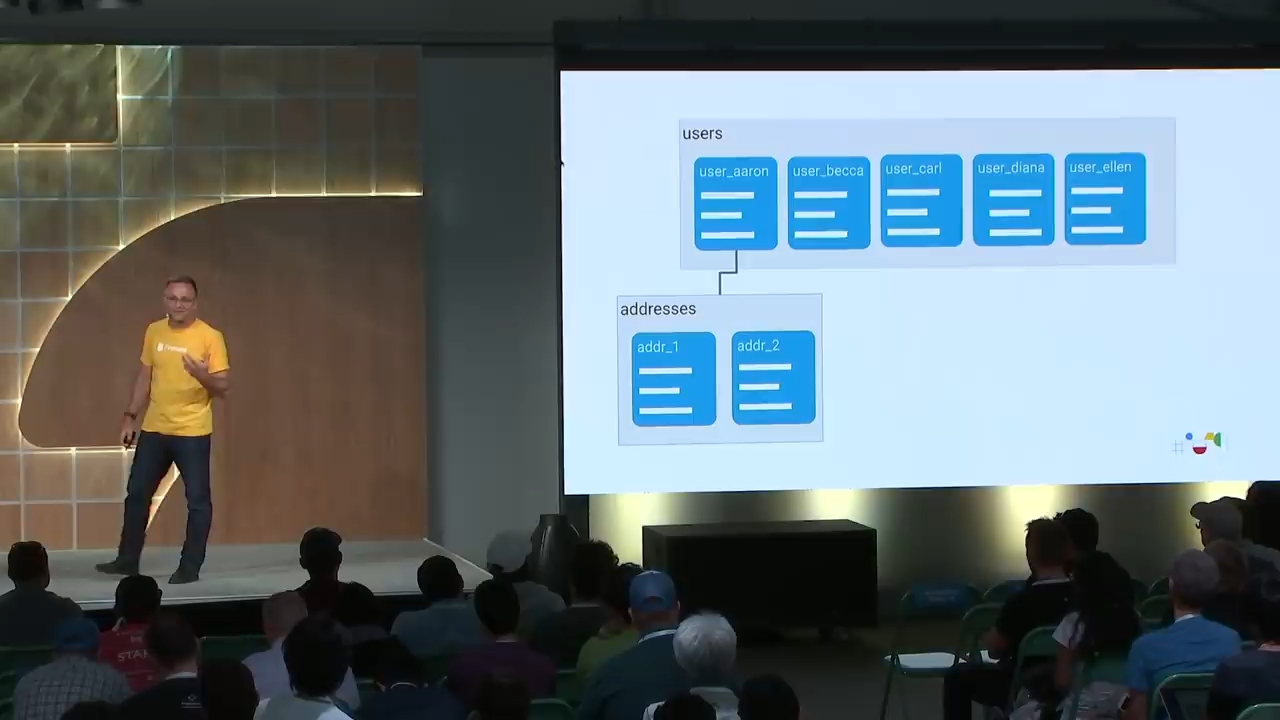 users
user_aaron
user_becca
user_carl
user_diana
user_ellen
addresses
addr_1
addr_2